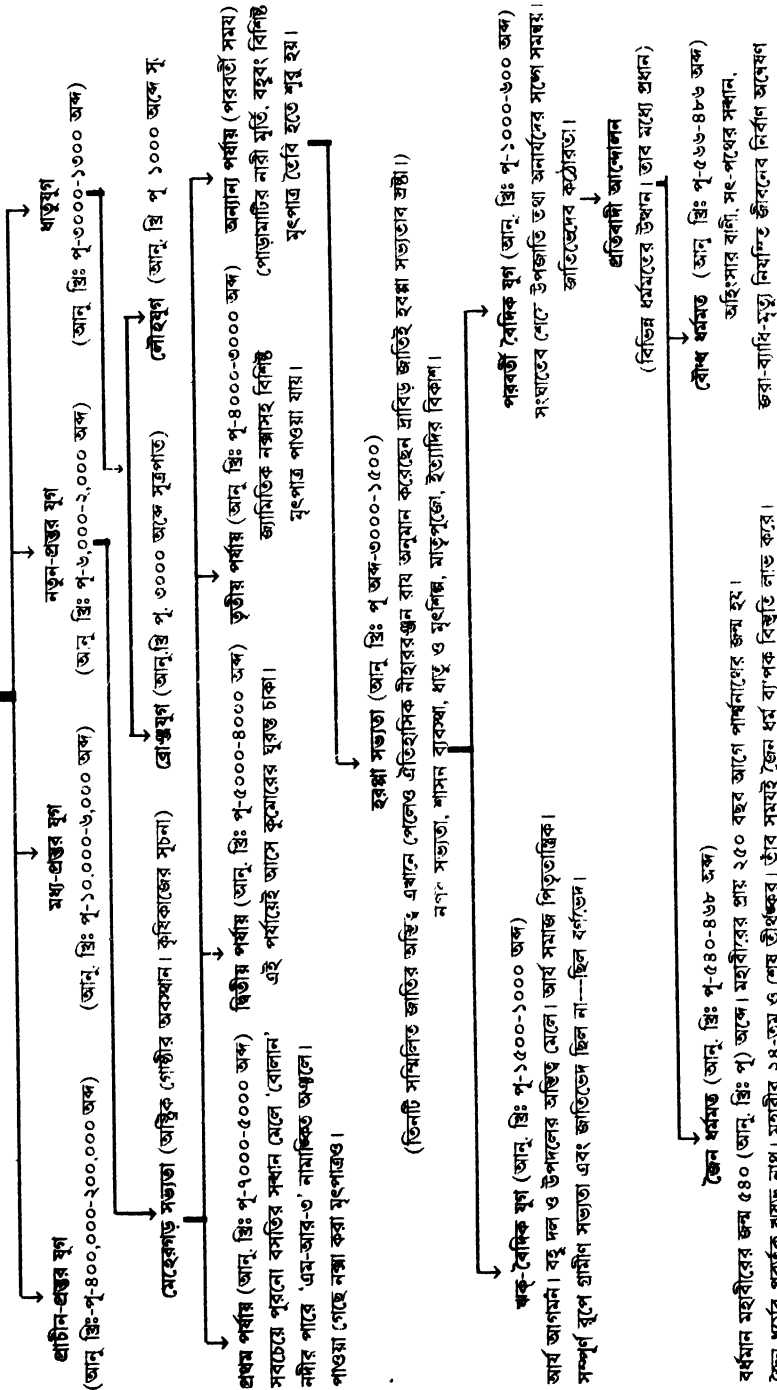 প্রাচীন-প্রস্তর যুগ
(আনু খ্রিঃ-পূ-৪০০,০০০-২০০,০০০ অব্দ)
মধ্য-প্রস্তর যুগ
(আনু. খ্রিঃ পূ-১০,০০০-৬,০০০ অব্দ)
নতুন-প্রস্তর যুগ
(আনু খ্রিঃ পূ-৬,০০০-২,০০০ অব্দ)
ধাতুযুগ
(আনু খ্রিঃ পূ-৩০০০-১৩০০ অব্দ)
মেহেরগড় সভ্যতা (অস্ট্রিক গোষ্ঠীর অবস্থান। কৃষিকাজের সূচনা)
ব্রোঞ্জযুগ (আনু.খ্রি পূ. ৩০০০ অব্দে সূত্রপাত)
লৌহযুগ (আনু. খ্রি পূ ১০০০ অব্দে সূ
প্রথম পর্যায় (আনু. খ্রিঃ পূ-৭০০০-৫০০০ অব্দ)
সবচেয়ে পুরনো বসতির সন্ধান মেলে 'বোলান'
নদীর পারে 'এম-আর-৩' নামাঙ্কিত অঞ্চলে।
পাওয়া গেছে নক্সা করা মৃৎপাত্রও।
দ্বিতীয় পর্যায় (আনু. খ্রিঃ পূ-৫০০০-৪০০০ অব্দ)
এই পর্যায়েই আসে কুমোরের ঘুরন্ত চাকা।
তৃতীয় পর্যায় (আনু খ্রিঃ পূ-৪০০০-৩০০০ অব্দ)
জ্যামিতিক নক্সাসহ বিশিষ্ট
মৃৎপাত্র পাওয়া যায়।
অন্যান্য পর্যায় (পরবর্তী সময়)
পোড়ামাটির নারী মূর্তি, বহুবং বিশিষ্ট
মৃৎপাত্র তৈবি হতে শুরু হয়।
হরপ্পা সভ্যতা (আনু খ্রিঃ পূ অব্দ-৩০০০-১৫০০)
(তিনটি সম্মিলিত জাতির অস্তিত্ব এখানে পেলেও ঐতিহাসিক নীহাররঞ্জন রায় অনুমান করেছেন দ্রাবিড় জাতিই হরপ্পা সভ্যতাব স্রষ্টা।)
সভ্যতা, শাসন ব্যবস্থা, ধাতু ও মৃৎশিল্প, মাতৃপুজো, ইত্যাদির বিকাশ।
ঋক্-বৈদিক যুগ (আনু. খ্রিঃ পূ-১৫০০-১০০০ অব্দ)
আর্য আগমন। বহু দল ও উপদলের অস্তিত্ব মেলে। আর্য সমাজ পিতৃতান্ত্রিক।
সম্পূর্ণ রূপে গ্রামীণ সভ্যতা এবং জাতিভেদ ছিল না—ছিল বর্ণভেদ।
পরবর্তী বৈদিক যুগ (আনু. খ্রিঃ পূ-১০০০-৬০০ অব্দ)
সংঘাতের শেষে উপজাতি তথা অনার্যদের সঙ্গে সমন্বয়।
জাতিভেদের কঠোরতা।
প্রতিবাদী আন্দোলন
(বিভিন্ন ধর্মমতের উত্থান। তাব মধ্যে প্রধান)
জৈন ধর্মমত (আনু. খ্রিঃ পূ-৫৪০-৪৬৮ অব্দ)
বর্ধমান মহাবীরের জন্ম ৫৪০ (আনু. খ্রিঃ পূ) অব্দে। মহাবীরের প্রায় ২৫০ বছব আগে পার্শ্বনাথের জন্ম হয়।
মহাবীর ২৪-তম ও শেষ তীর্থঙ্কর। তাঁব সময়ই জৈন ধর্ম ব্যাপক বিস্তৃতি লাভ করে।
বৌদ্ধ ধর্মমত (আনু খ্রিঃ পূ-৫৬৬-৪৮৬ অব্দ)
অহিংসার বাণী, সৎ-পথের সন্ধান,
জরা-ব্যাধি-মৃত্যু নিয়ন্ত্রিত জীবনের নির্বাণ অন্বেষণ